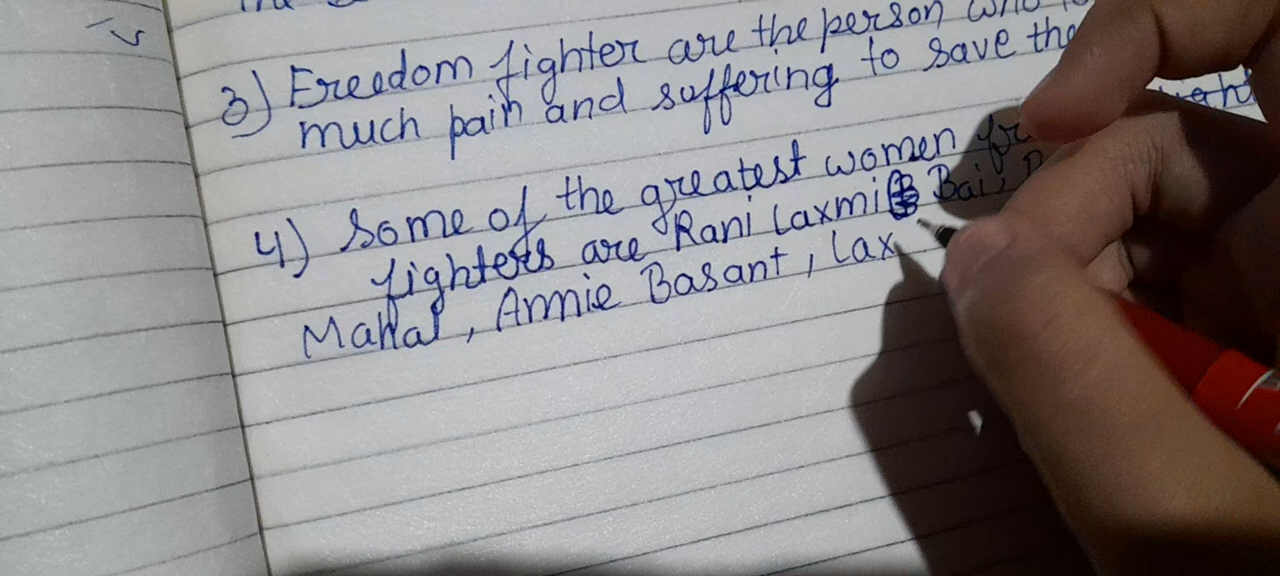 3) Freedom fighter are the person who
much pain and suffering to save the
4) Some of the greatest women
fighters are Rani Laxmi Bai,
Mahal, Annie Basant, Lax